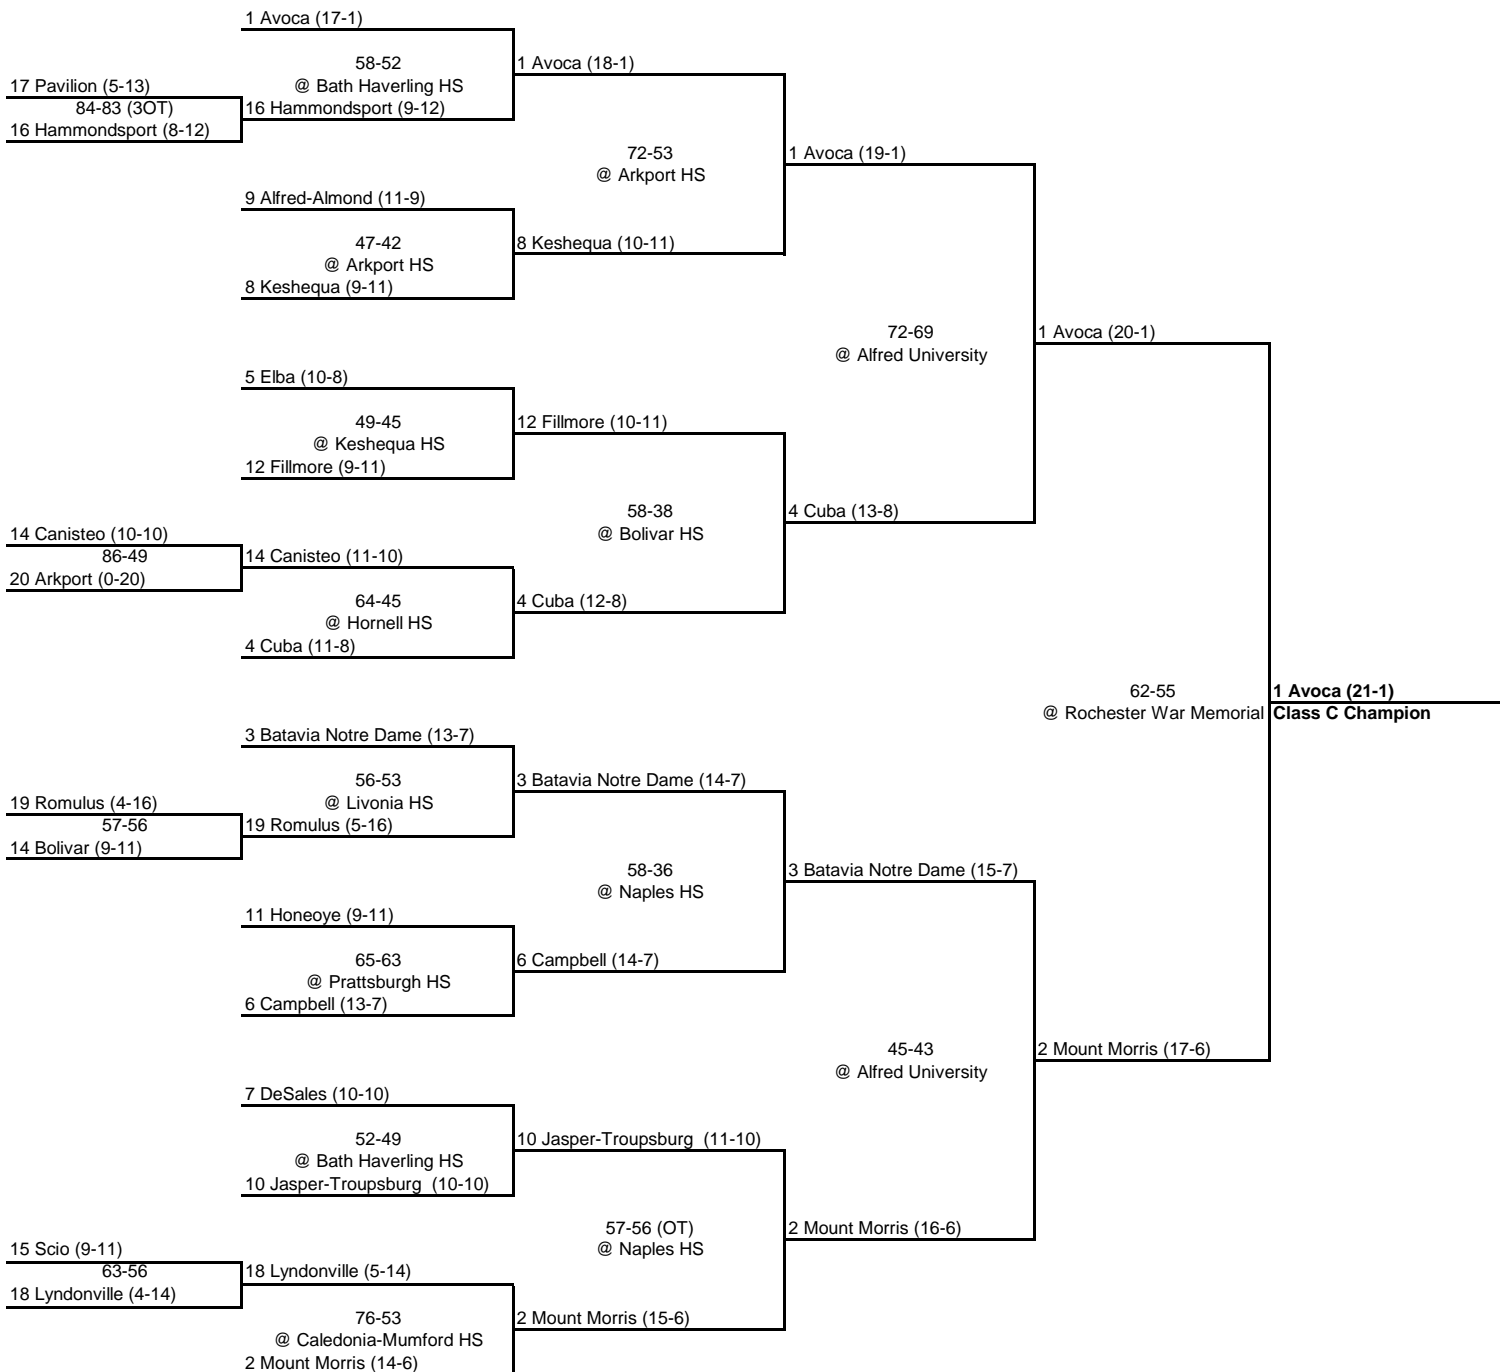 1 Avoca (17-1)
58-52
@ Bath Haverling HS
1 Avoca (18-1)
17 Pavilion (5-13)
84-83 (3OT)
16 Hammondsport (8-12)
16 Hammondsport (9-12)
72-53
@ Arkport HS
1 Avoca (19-1)
9 Alfred-Almond (11-9)
47-42
@ Arkport HS
8 Keshequa (9-11)
8 Keshequa (10-11)
72-69
@ Alfred University
1 Avoca (20-1)
5 Elba (10-8)
49-45
@ Keshequa HS
12 Fillmore (9-11)
12 Fillmore (10-11)
58-38
@ Bolivar HS
4 Cuba (13-8)
14 Canisteo (10-10)
86-49
20 Arkport (0-20)
14 Canisteo (11-10)
64-45
@ Hornell HS
4 Cuba (11-8)
4 Cuba (12-8)
62-55
@ Rochester War Memorial
1 Avoca (21-1)
Class C Champion
3 Batavia Notre Dame (13-7)
56-53
@ Livonia HS
3 Batavia Notre Dame (14-7)
19 Romulus (4-16)
57-56
14 Bolivar (9-11)
19 Romulus (5-16)
58-36
@ Naples HS
3 Batavia Notre Dame (15-7)
11 Honeoye (9-11)
65-63
@ Prattsburgh HS
6 Campbell (13-7)
6 Campbell (14-7)
45-43
@ Alfred University
2 Mount Morris (17-6)
7 DeSales (10-10)
52-49
@ Bath Haverling HS
10 Jasper-Troupsburg  (10-10)
10 Jasper-Troupsburg  (11-10)
57-56 (OT)
@ Naples HS
2 Mount Morris (16-6)
15 Scio (9-11)
63-56
18 Lyndonville (4-14)
18 Lyndonville (5-14)
76-53
@ Caledonia-Mumford HS
2 Mount Morris (14-6)
2 Mount Morris (15-6)